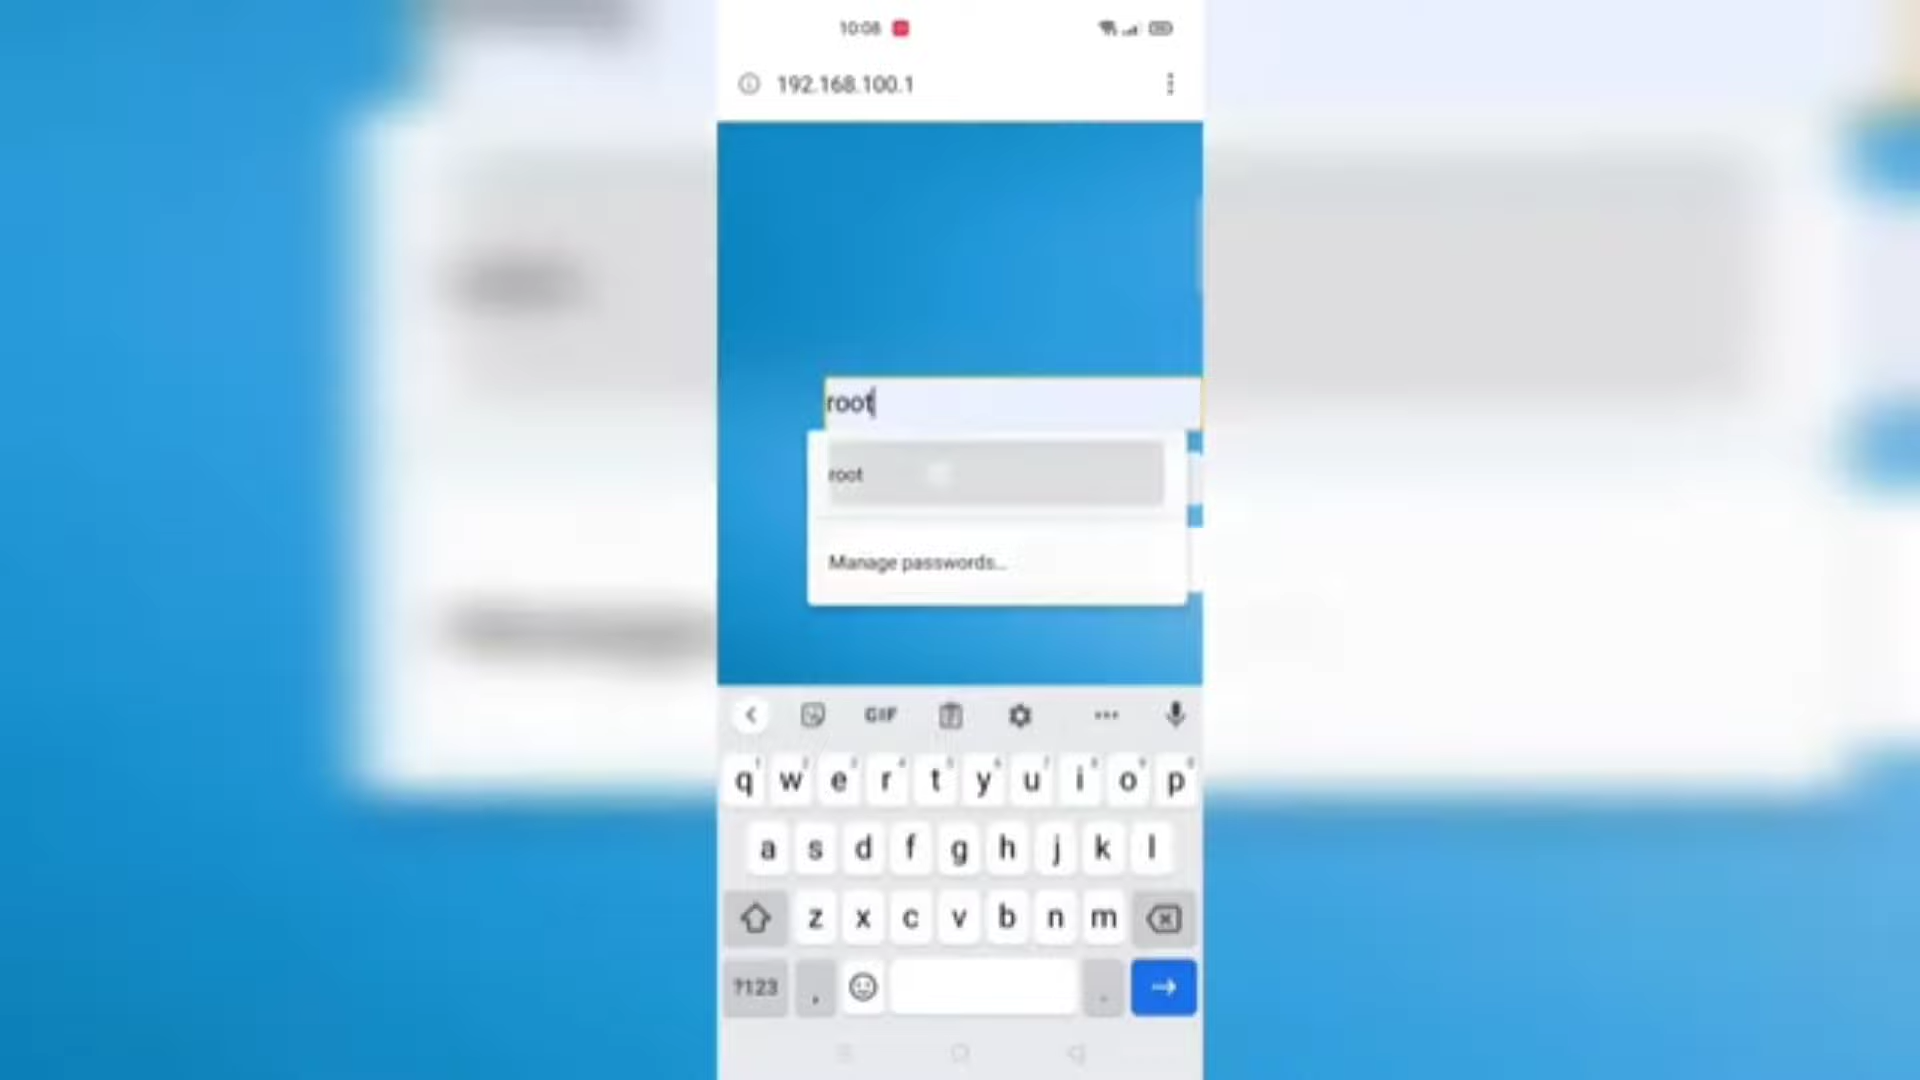 10:08
192.168.100.1
root
root
Manage passwords...
GIF
q w e r t y u i o p
a s d f g h j k l
z x c v b n m
?123 , .